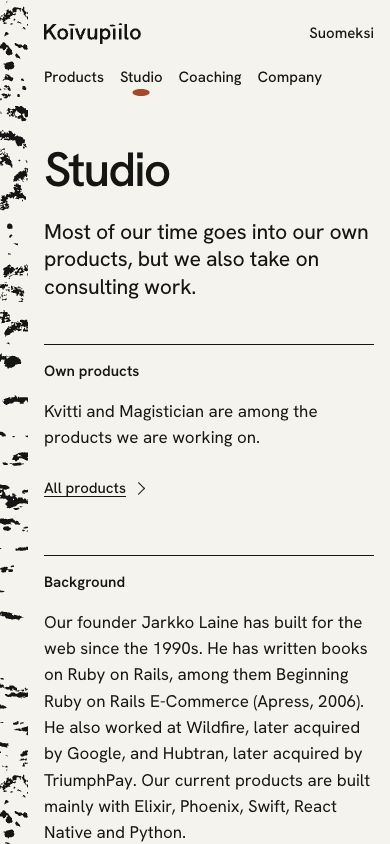 Koivupiilo
Suomeksi
Products Studio Coaching Company
Studio
Most of our time goes into our own
products, but we also take on
consulting work.
Own products
Kvitti and Magistician are among the
products we are working on.
All products
Background
Our founder Jarkko Laine has built for the
web since the 1990s. He has written books
on Ruby on Rails, among them Beginning
Ruby on Rails E-Commerce (Apress, 2006).
He also worked at Wildfire, later acquired
by Google, and Hubtran, later acquired by
TriumphPay. Our current products are built
mainly with Elixir, Phoenix, Swift, React
Native and Python.